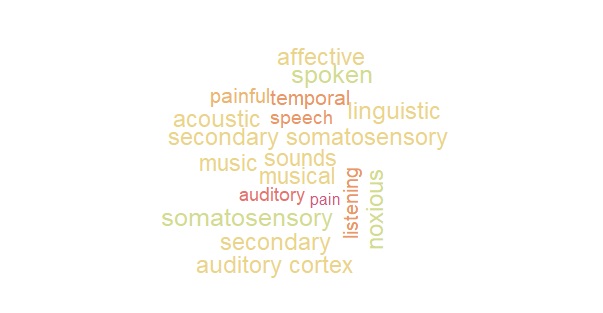 affective
spoken
painful temporal
linguistic
acoustic speech
secondary somatosensory
music sounds
musical
auditory pain
listening
noxious
somatosensory
secondary
auditory cortex